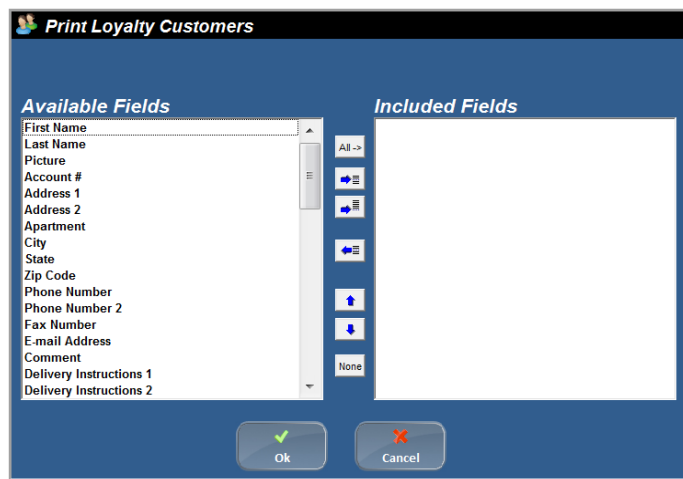 Print Loyalty Customers
Available Fields
Included Fields
First Name
Last Name
Picture
Account #
Address 1
Address 2
Apartment
City
State
Zip Code
Phone Number
Phone Number 2
Fax Number
E-mail Address
Comment
Delivery Instructions 1
Delivery Instructions 2
All ->
None
Ok
Cancel